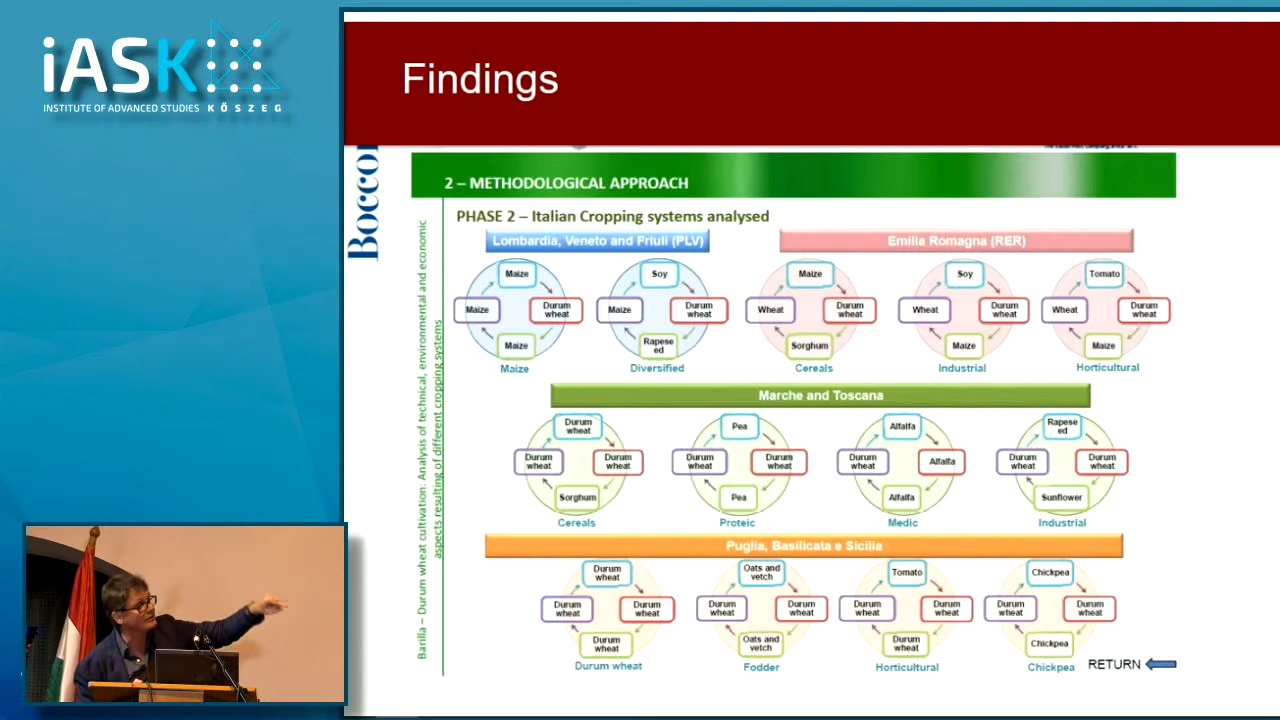 iASK
INSTITUTE OF ADVANCED STUDIES KŐSZEG
Findings
2 – METHODOLOGICAL APPROACH
PHASE 2 – Italian Cropping systems analysed
Barilla – Durum wheat cultivation: Analysis of technical, environmental and economic
aspects resulting of different cropping systems
Lombardia, Veneto and Friuli (PLV)
Maize
Maize
Durum
wheat
Maize
Maize
Soy
Maize
Durum
wheat
Rapese
ed
Diversified
Emilia Romagna (RER)
Maize
Wheat
Durum
wheat
Sorghum
Cereals
Soy
Wheat
Durum
wheat
Maize
Industrial
Tomato
Wheat
Durum
wheat
Maize
Horticultural
Marche and Toscana
Durum
wheat
Durum
wheat
Durum
wheat
Sorghum
Cereals
Pea
Durum
wheat
Durum
wheat
Pea
Proteic
Alfalfa
Durum
wheat
Alfalfa
Alfalfa
Medic
Rapese
ed
Durum
wheat
Durum
wheat
Sunflower
Industrial
Puglia, Basilicata e Sicilia
Durum
wheat
Durum
wheat
Durum
wheat
Durum
wheat
Durum wheat
Oats and
vetch
Durum
wheat
Durum
wheat
Oats and
vetch
Fodder
Tomato
Durum
wheat
Durum
wheat
Durum
wheat
Horticultural
Chickpea
Durum
wheat
Durum
wheat
Chickpea
Chickpea
RETURN